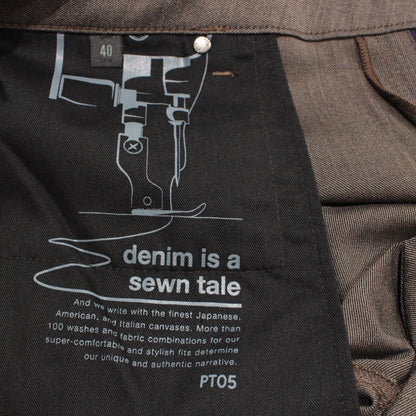 40
denim is a
sewn tale
And we write with the finest Japanese,
American, and Italian canvases. More than
100 washes and fabric combinations for our
super-comfortable and stylish fits determine
our unique and authentic narrative.
PT05